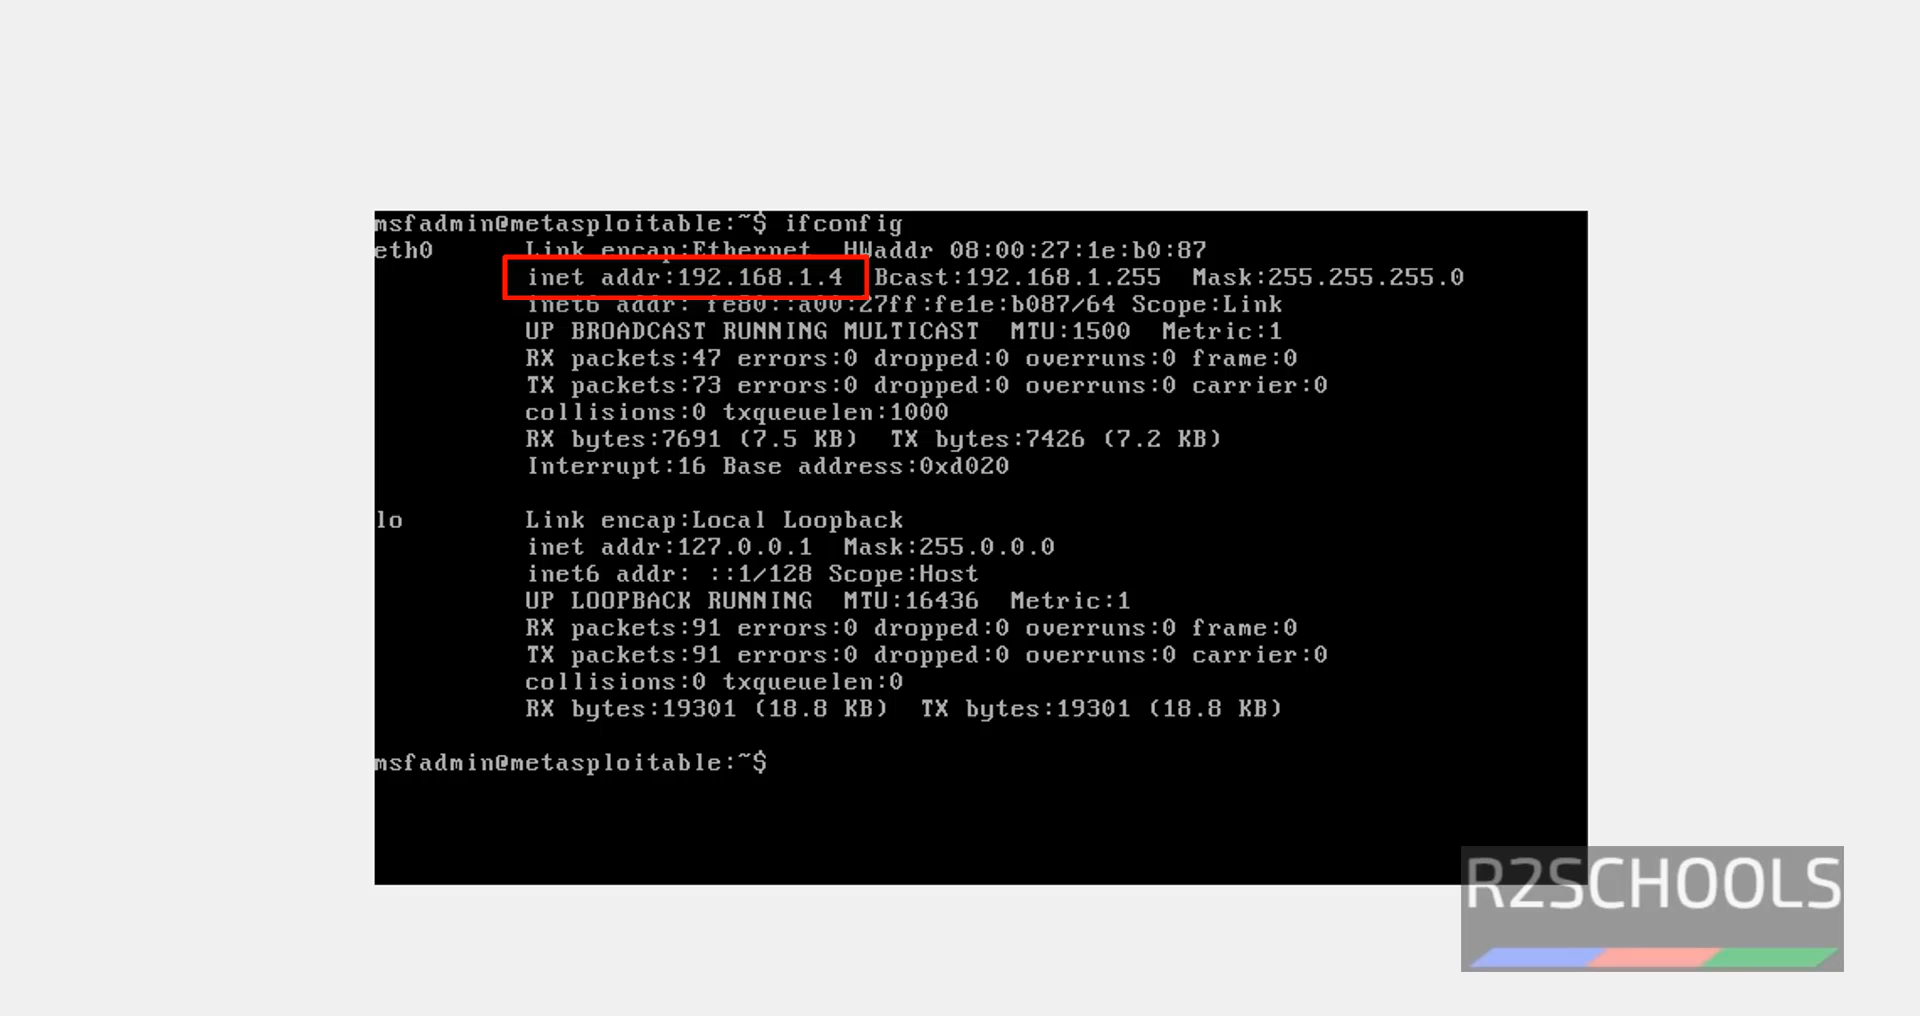 msfadmin@metasploitable:~$ ifconfig
eth0 Link encap:Ethernet HWaddr 08:00:27:1e:b0:87
inet addr:192.168.1.4 Bcast:192.168.1.255 Mask:255.255.255.0
inet6 addr: fe80::a00:27ff:fe1e:b087/64 Scope:Link
UP BROADCAST RUNNING MULTICAST MTU:1500 Metric:1
RX packets:47 errors:0 dropped:0 overruns:0 frame:0
TX packets:73 errors:0 dropped:0 overruns:0 carrier:0
collisions:0 txqueuelen:1000
RX bytes:7691 (7.5 KB) TX bytes:7426 (7.2 KB)
Interrupt:16 Base address:0xd020
lo Link encap:Local Loopback
inet addr:127.0.0.1 Mask:255.0.0.0
inet6 addr: ::1/128 Scope:Host
UP LOOPBACK RUNNING MTU:16436 Metric:1
RX packets:91 errors:0 dropped:0 overruns:0 frame:0
TX packets:91 errors:0 dropped:0 overruns:0 carrier:0
collisions:0 txqueuelen:0
RX bytes:19301 (18.8 KB) TX bytes:19301 (18.8 KB)
msfadmin@metasploitable:~$
R2SCHOOLS